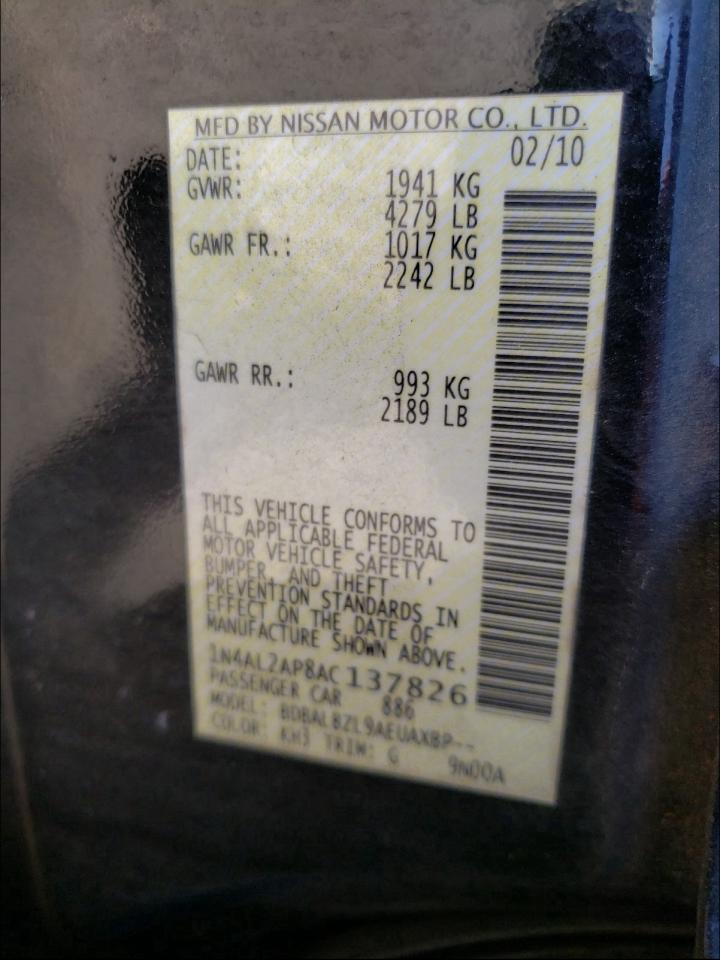 MFD BY NISSAN MOTOR CO., LTD.
DATE: 02/10
GVWR: 1941 KG
4279 LB
GAWR FR.: 1017 KG
2242 LB
GAWR RR.: 993 KG
2189 LB
THIS VEHICLE CONFORMS TO
ALL APPLICABLE FEDERAL
MOTOR VEHICLE SAFETY,
BUMPER, AND THEFT
PREVENTION STANDARDS IN
EFFECT ON THE DATE OF
MANUFACTURE SHOWN ABOVE.
1N4AL2AP8AC137826
PASSENGER CAR 886
MODEL: BDBALBZL9AEUAXBP--
COLOR: KH3 TRIM: G 9N00A